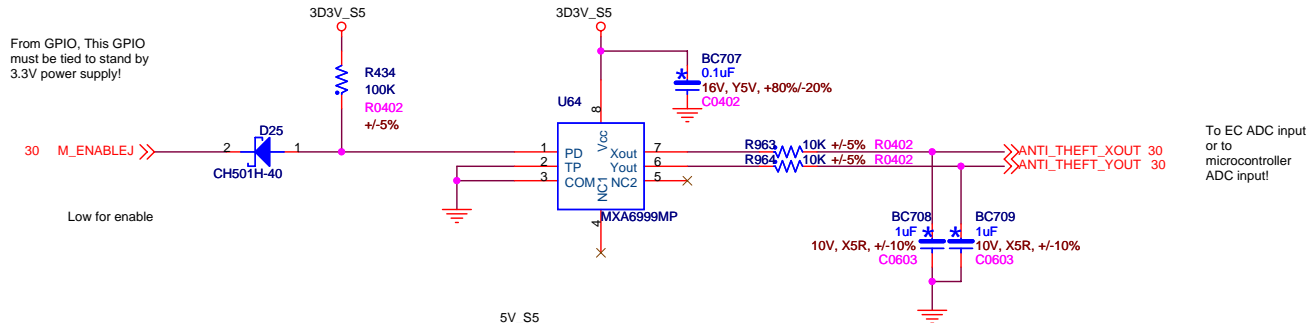 3D3V_S5
3D3V_S5
From GPIO, This GPIO
must be tied to stand by
3.3V power supply!
R434
100K
R0402
+/-5%
BC707
0.1uF
16V, Y5V, +80%/-20%
C0402
U64
8
Vcc
D25
30 M_ENABLEJ
2
1
CH501H-40
Low for enable
1
2
3
PD
TP
COM
NC1
Xout
Yout
NC2
7
6
5
4
MXA6999MP
R963
10K +/-5% R0402
R964
10K +/-5% R0402
ANTI_THEFT_XOUT 30
ANTI_THEFT_YOUT 30
To EC ADC input
or to
microcontroller
ADC input!
BC708
1uF
10V, X5R, +/-10%
C0603
BC709
1uF
10V, X5R, +/-10%
C0603
5V_S5